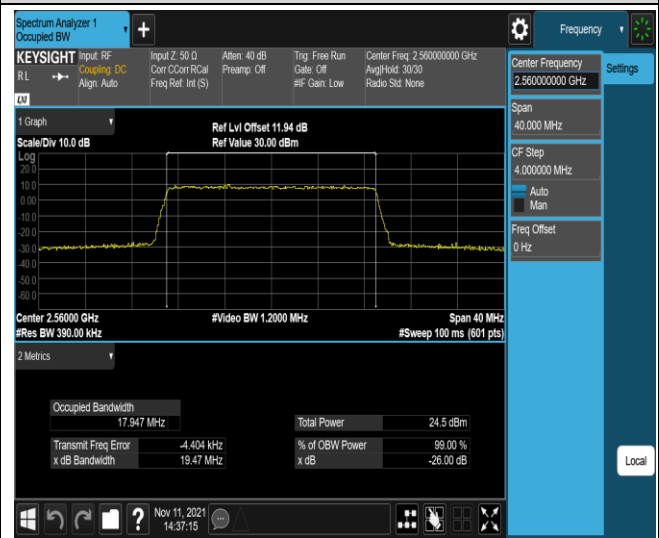 Spectrum Analyzer 1
Occupied BW
Frequency
KEYSIGHT
R L
Input: RF
Coupling: DC
Align: Auto
Input Z: 50 Ω
Corr CCorr RCal
Freq Ref: Int (S)
Atten: 40 dB
Preamp: Off
Trig: Free Run
Gate: Off
#IF Gain: Low
Center Freq: 2.560000000 GHz
Avg|Hold: 30/30
Radio Std: None
Center Frequency
2.560000000 GHz
Settings
Span
40.000 MHz
CF Step
4.000000 MHz
Auto
Man
Freq Offset
0 Hz
1 Graph
Scale/Div 10.0 dB
Ref Lvl Offset 11.94 dB
Ref Value 30.00 dBm
Log
20.0
10.0
0.00
-10.0
-20.0
-30.0
-40.0
-50.0
-60.0
Center 2.56000 GHz
#Res BW 390.00 kHz
#Video BW 1.2000 MHz
Span 40 MHz
#Sweep 100 ms (601 pts)
2 Metrics
Occupied Bandwidth
17.947 MHz
Total Power 24.5 dBm
Transmit Freq Error -4.404 kHz
% of OBW Power 99.00 %
x dB Bandwidth 19.47 MHz
x dB -26.00 dB
Local
Nov 11, 2021
14:37:15